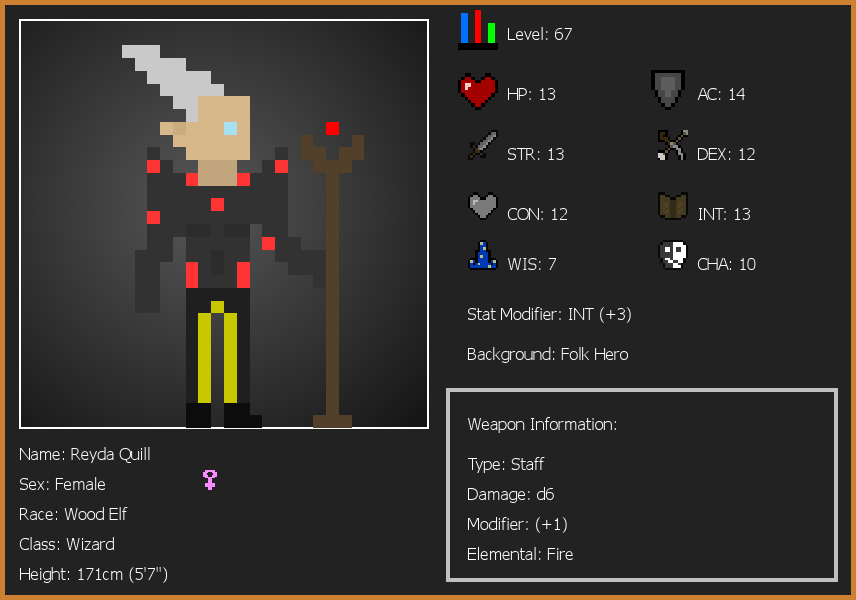 Level: 67
HP: 13
AC: 14
STR: 13
DEX: 12
CON: 12
INT: 13
WIS: 7
CHA: 10
Stat Modifier: INT (+3)
Background: Folk Hero
Weapon Information:
Type: Staff
Damage: d6
Modifier: (+1)
Elemental: Fire
Name: Reyda Quill
Sex: Female
Race: Wood Elf
Class: Wizard
Height: 171cm (5'7")